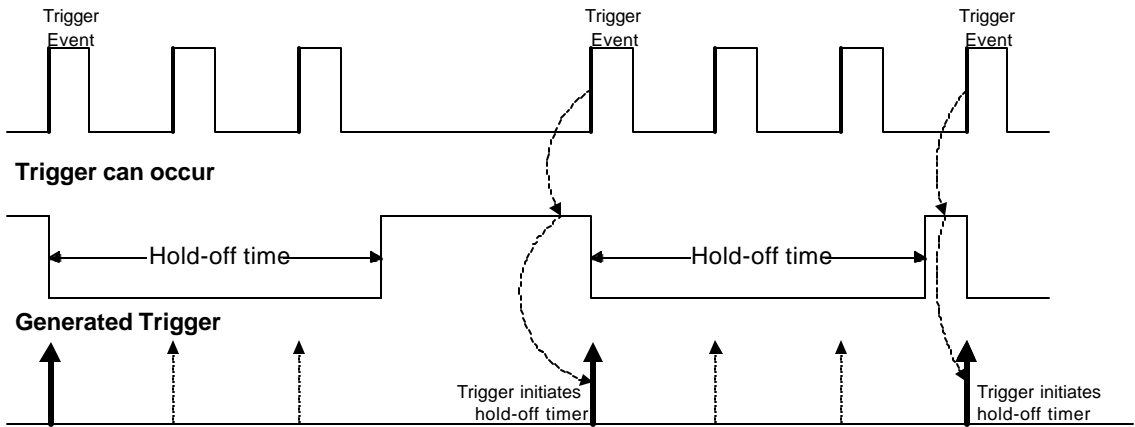 Trigger
Event
Trigger
Event
Trigger
Event
Trigger can occur
Hold-off time
Hold-off time
Generated Trigger
Trigger initiates
hold-off timer
Trigger initiates
hold-off timer